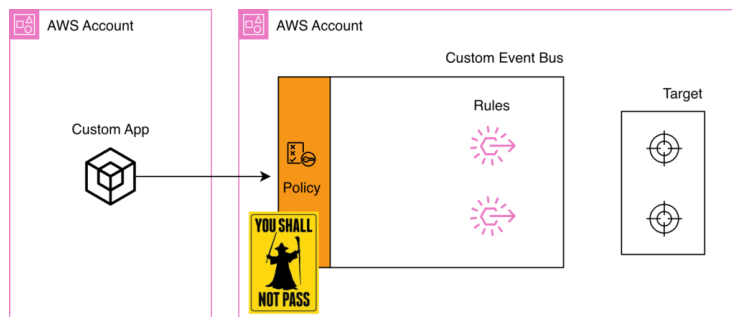 AWS Account
AWS Account
Custom Event Bus
Target
Rules
Custom App
Policy
YOU SHALL
NOT PASS